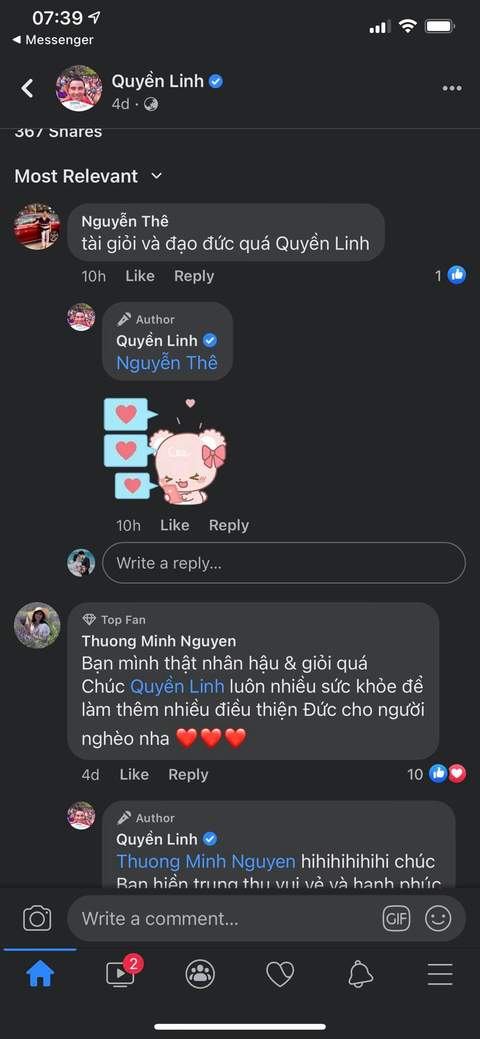 07:39
Messenger
Quyền Linh
4d
367 Shares
Most Relevant
Nguyễn Thê
tài giỏi và đạo đức quá Quyền Linh
10h Like Reply 1
Author
Quyền Linh
Nguyễn Thê
10h Like Reply
Write a reply...
Top Fan
Thuong Minh Nguyen
Bạn mình thật nhân hậu & giỏi quá
Chúc Quyền Linh luôn nhiều sức khỏe để
làm thêm nhiều điều thiện Đức cho người
nghèo nha
4d Like Reply 10
Author
Quyền Linh
Thuong Minh Nguyen hihihihihihi chúc
Bạn hiền trung thu vui vẻ và hạnh phúc
Write a comment...
GIF
2